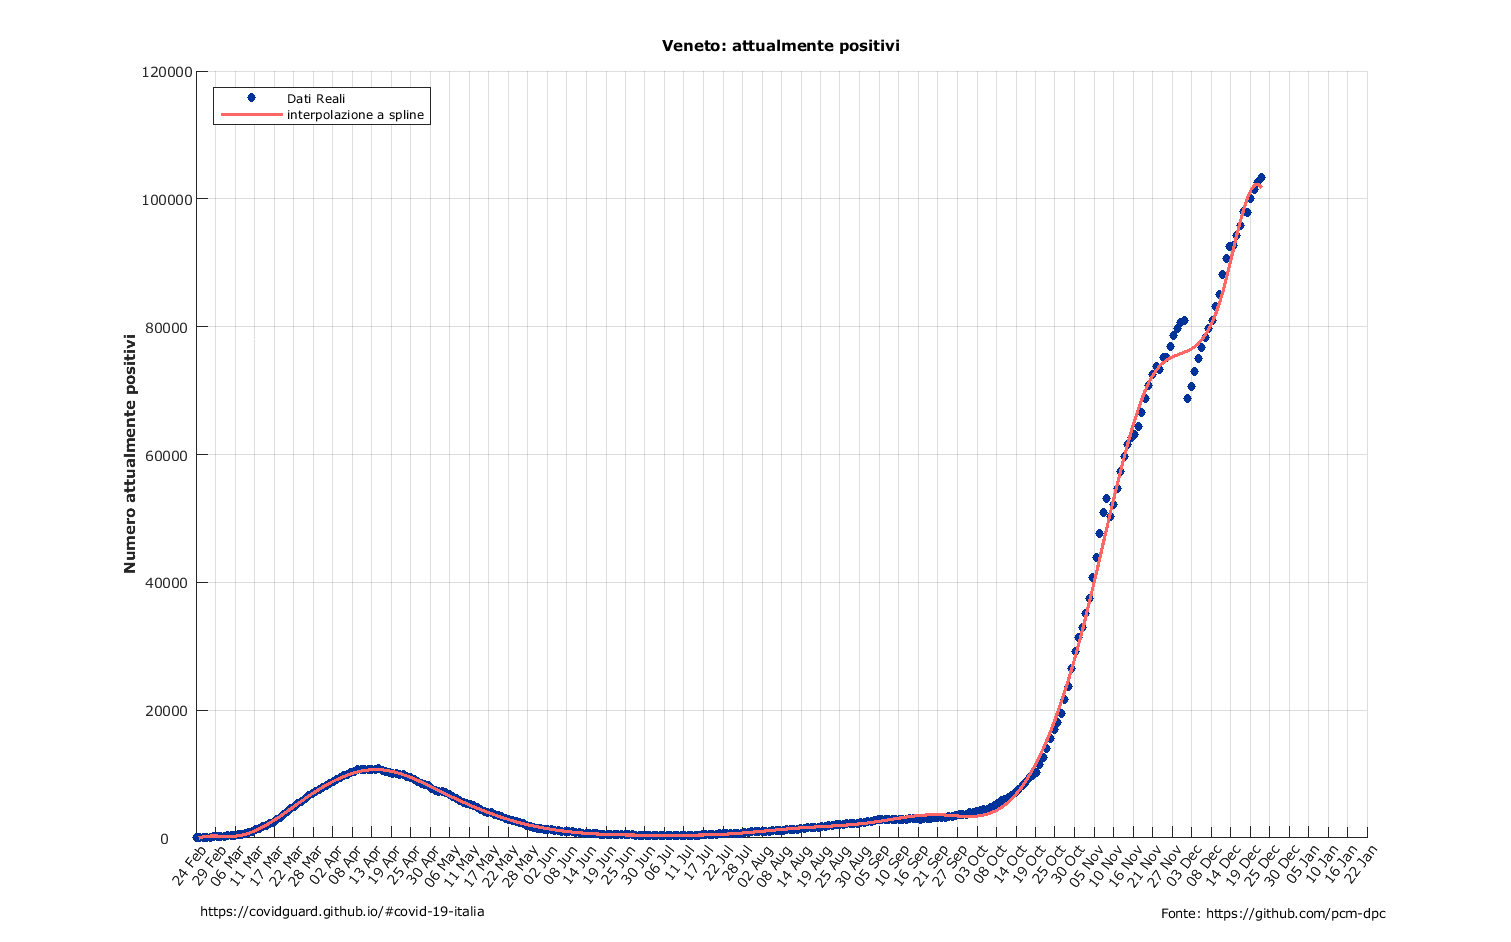 Veneto: attualmente positivi
120000
100000
80000
60000
40000
20000
0
Numero attualmente positivi
Dati Reali
interpolazione a spline
24 Feb
29 Feb
06 Mar
11 Mar
17 Mar
22 Mar
28 Mar
02 Apr
08 Apr
13 Apr
19 Apr
25 Apr
30 Apr
06 May
11 May
17 May
22 May
28 May
02 Jun
08 Jun
14 Jun
19 Jun
25 Jun
30 Jun
06 Jul
11 Jul
17 Jul
22 Jul
28 Jul
02 Aug
08 Aug
14 Aug
19 Aug
25 Aug
30 Aug
05 Sep
10 Sep
16 Sep
21 Sep
27 Sep
03 Oct
08 Oct
14 Oct
19 Oct
25 Oct
30 Oct
05 Nov
10 Nov
16 Nov
21 Nov
27 Nov
03 Dec
08 Dec
14 Dec
19 Dec
25 Dec
30 Dec
05 Jan
10 Jan
16 Jan
22 Jan
https://covidguard.github.io/#covid-19-italia
Fonte: https://github.com/pcm-dpc